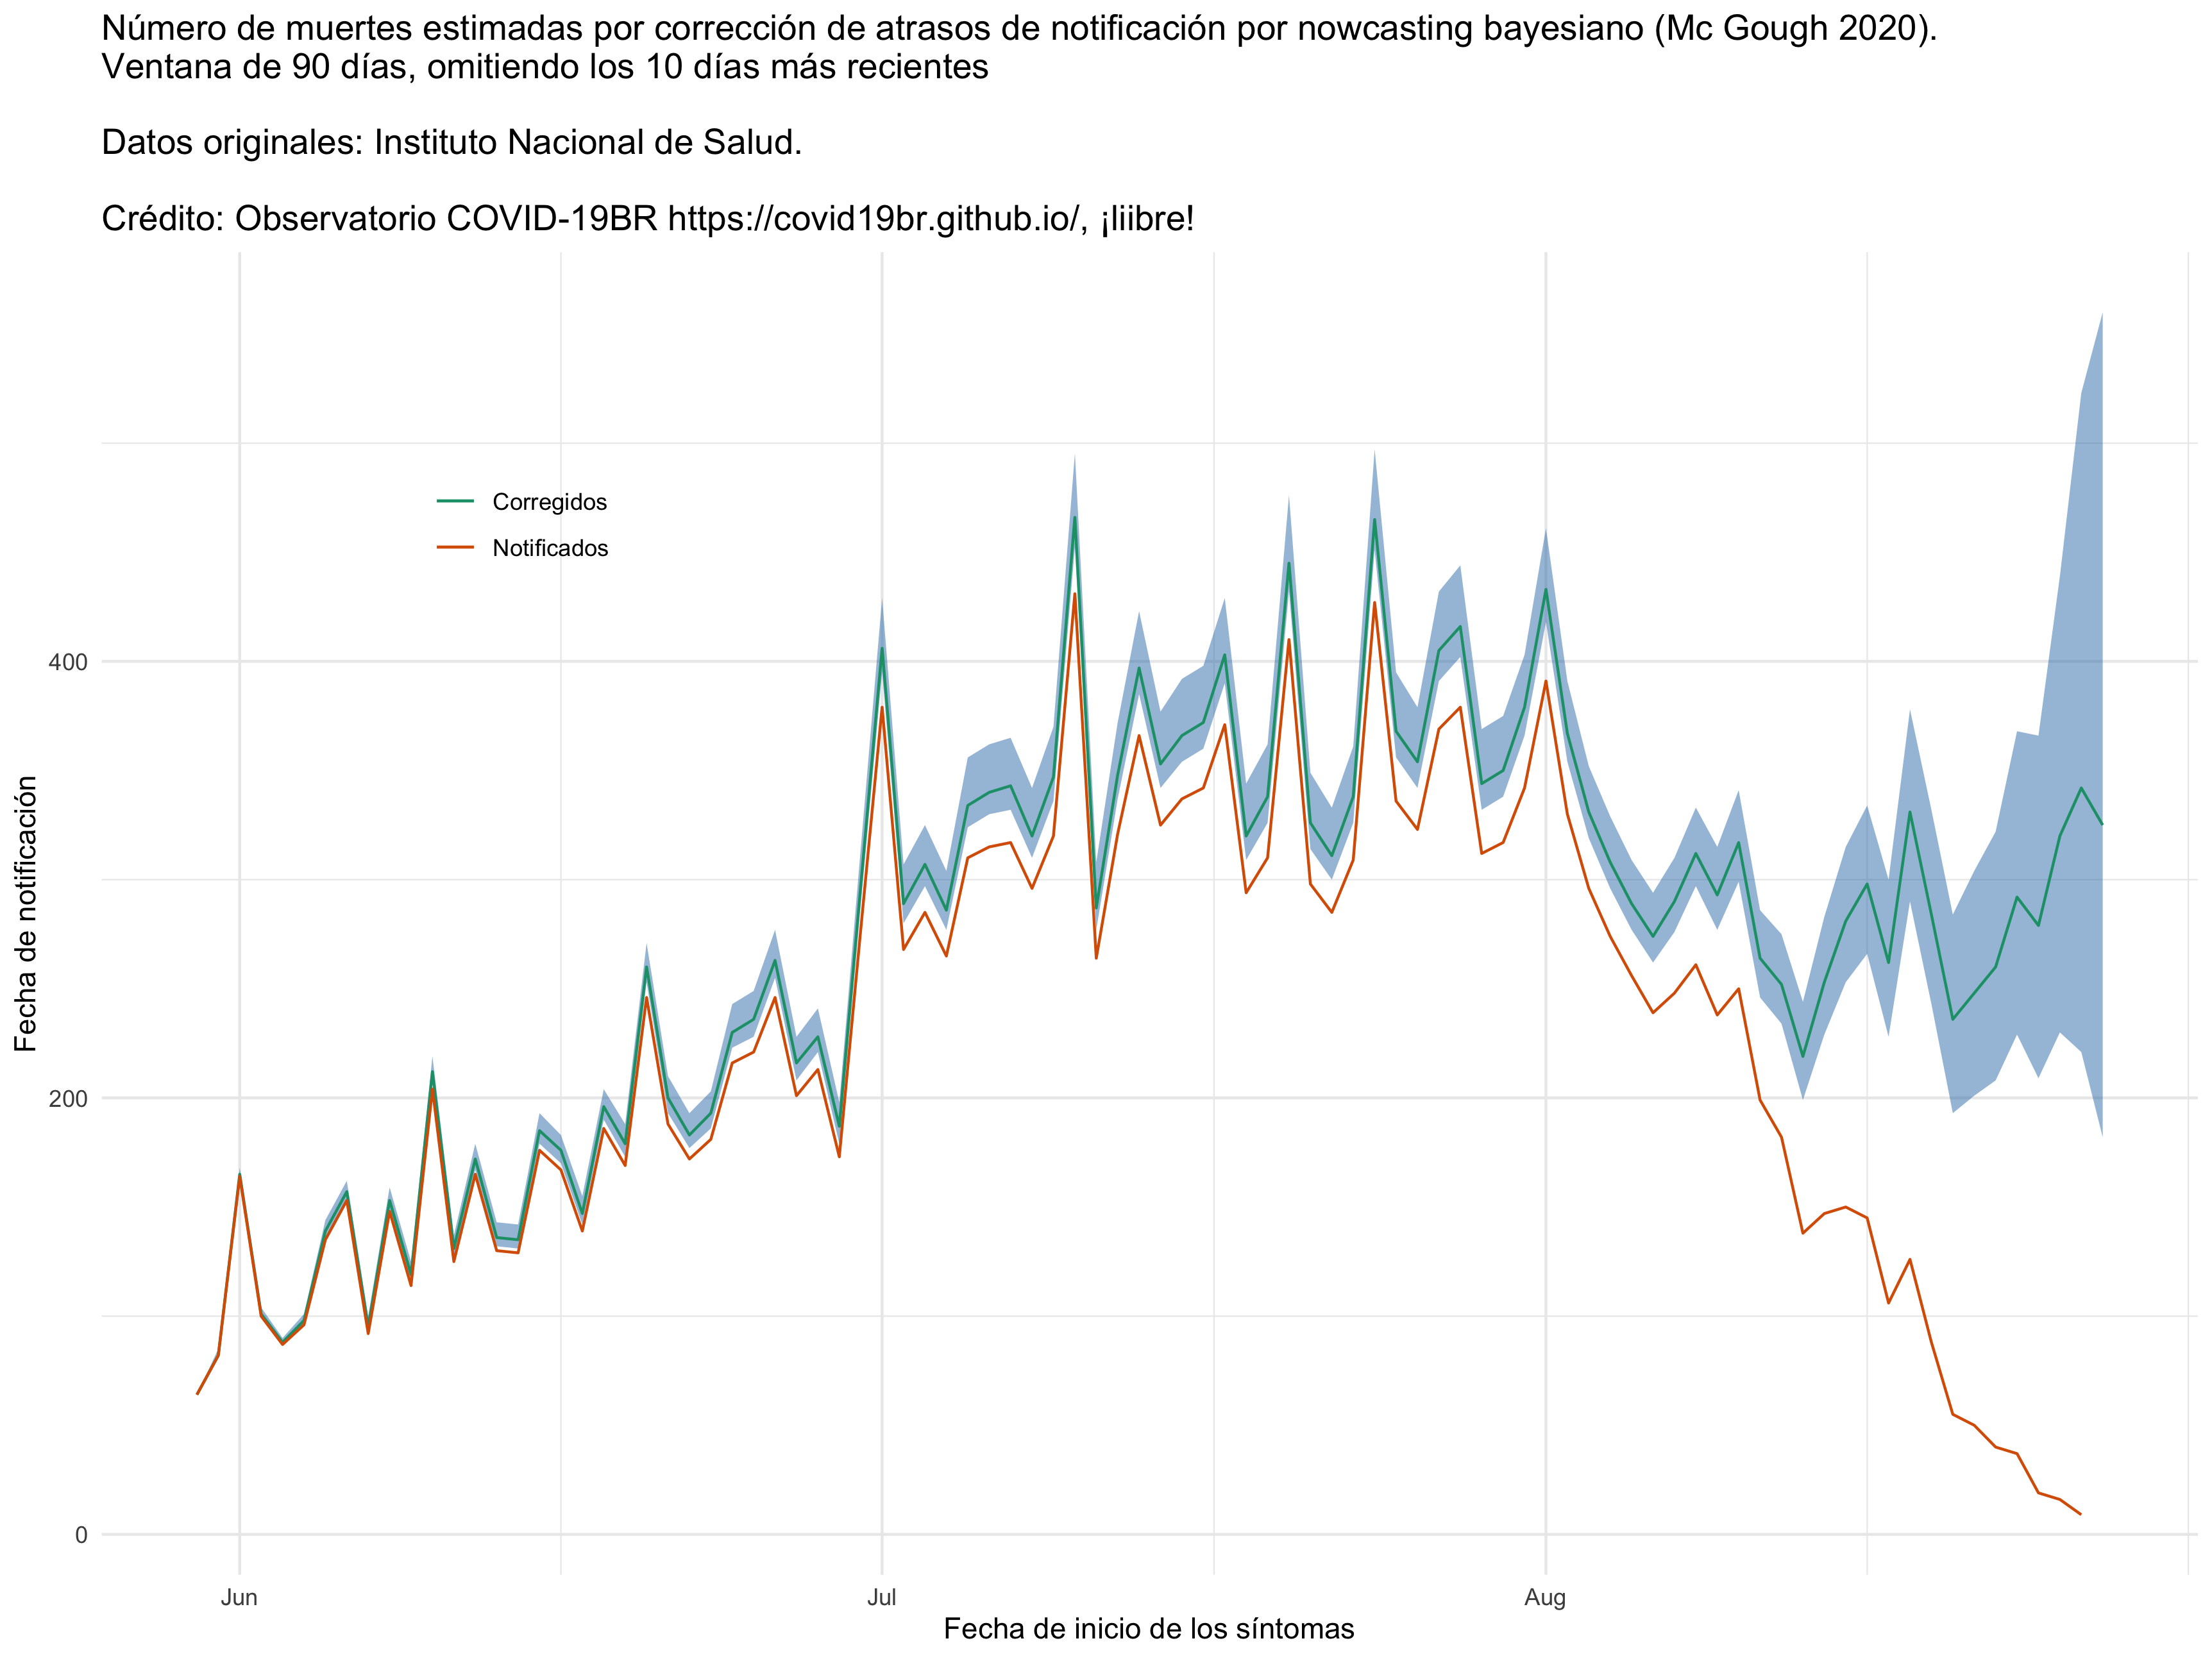 Número de muertes estimadas por corrección de atrasos de notificación por nowcasting bayesiano (Mc Gough 2020).
Ventana de 90 días, omitiendo los 10 días más recientes
Datos originales: Instituto Nacional de Salud.
Crédito: Observatorio COVID-19BR https://covid19br.github.io/, ¡liibre!
Corregidos
Notificados
Fecha de notificación
400
200
0
Jun
Jul
Aug
Fecha de inicio de los síntomas